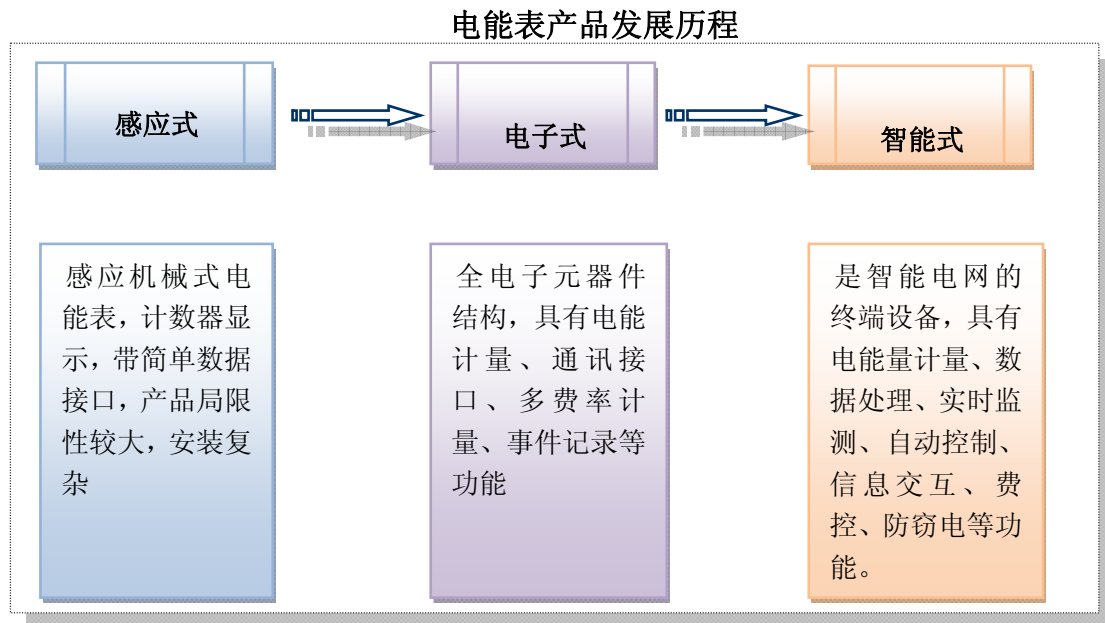 电能表产品发展历程
感应式
电子式
智能式
感应机械式电
能表，计数器显
示，带简单数据
接口，产品局限
性较大，安装复
杂
全电子元器件
结构，具有电能
计量、通讯接
口、多费率计
量、事件记录等
功能
是智能电网的
终端设备，具有
电能量计量、数
据处理、实时监
测、自动控制、
信息交互、费
控、防窃电等功
能。